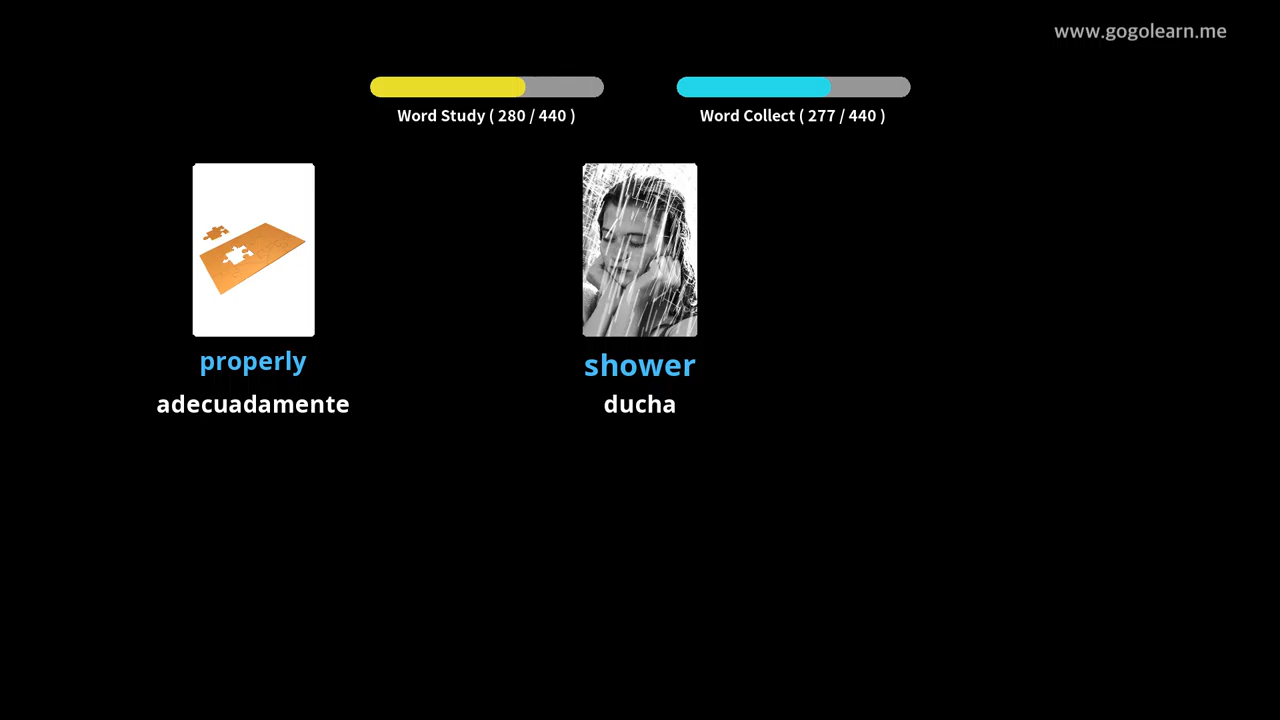 www.gogolearn.me
Word Study ( 280 / 440 )
Word Collect ( 277 / 440 )
properly
adecuadamente
shower
ducha